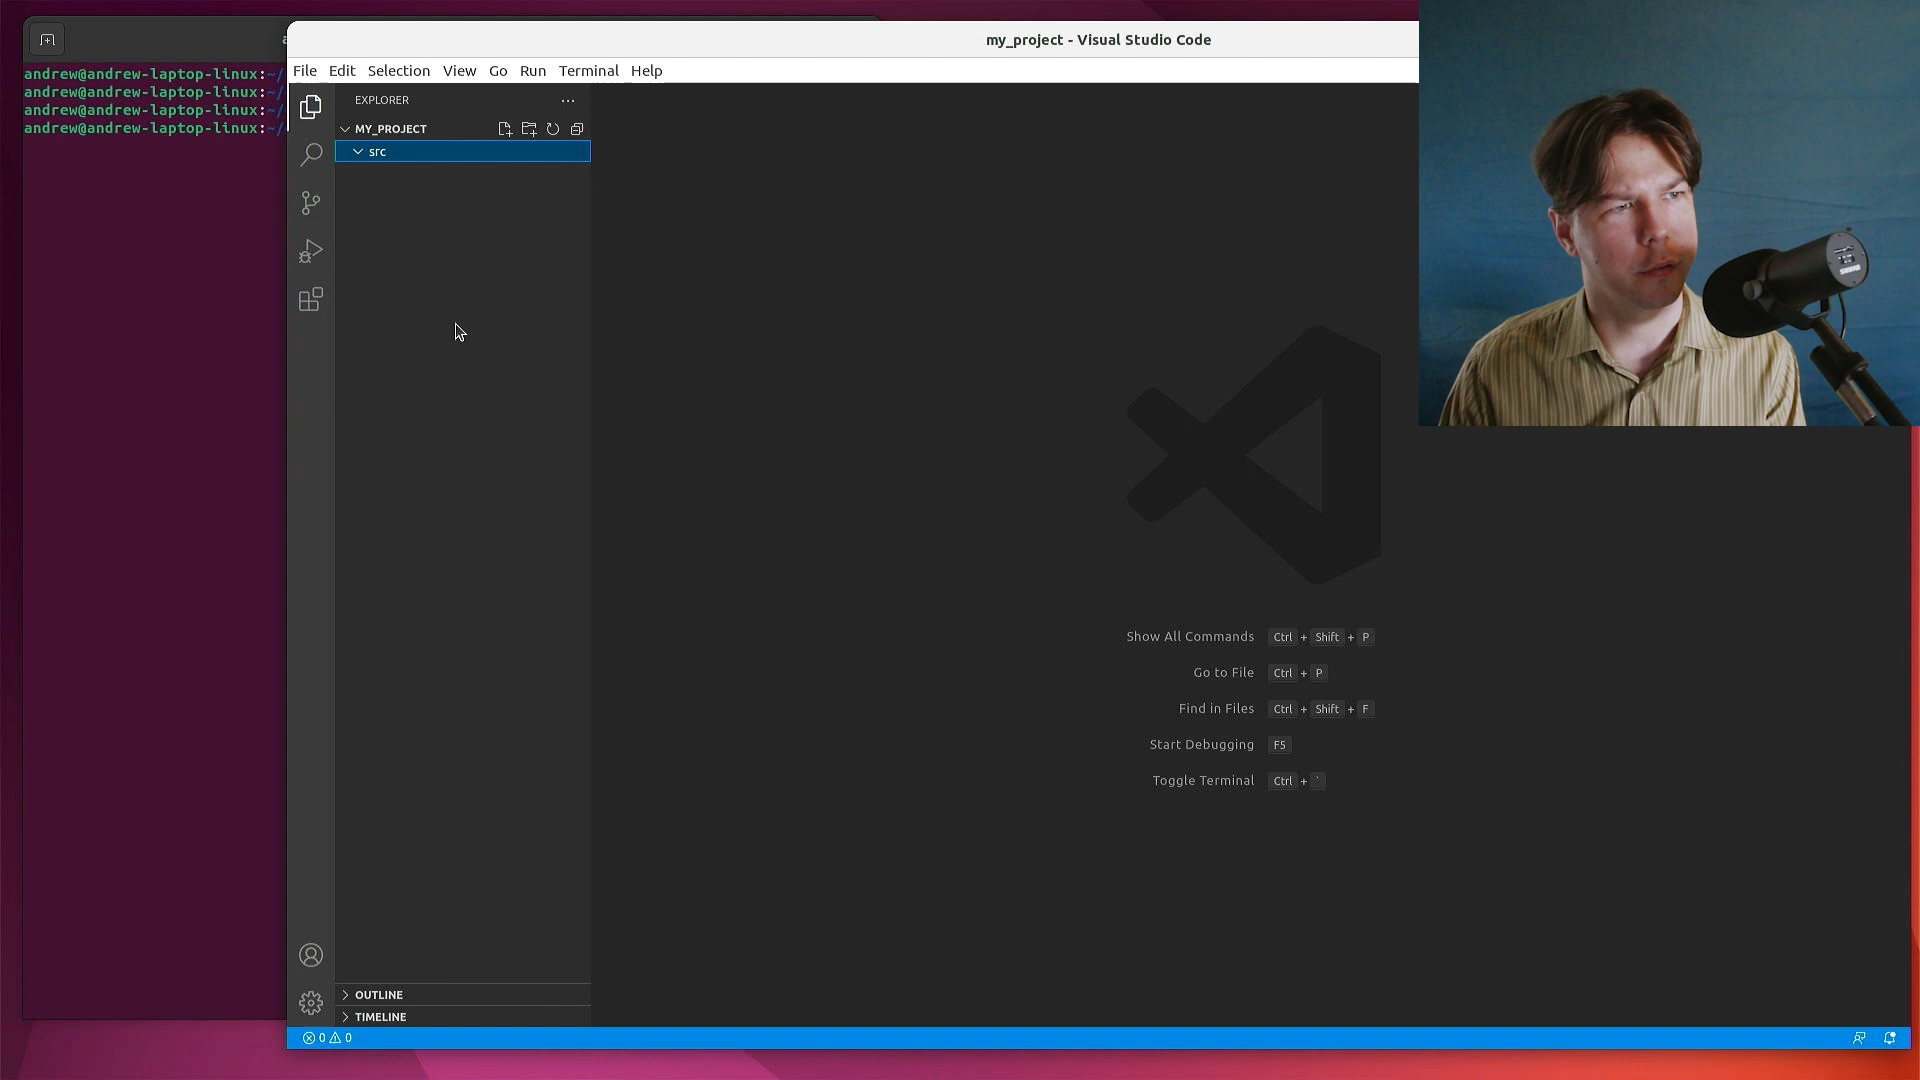 my_project - Visual Studio Code
File Edit Selection View Go Run Terminal Help
andrew@andrew-laptop-linux:~/
andrew@andrew-laptop-linux:~/
andrew@andrew-laptop-linux:~/
andrew@andrew-laptop-linux:~/
EXPLORER
MY_PROJECT
src
SHURE
Show All Commands Ctrl + Shift + P
Go to File Ctrl + P
Find in Files Ctrl + Shift + F
Start Debugging F5
Toggle Terminal Ctrl + `
OUTLINE
TIMELINE
0 0